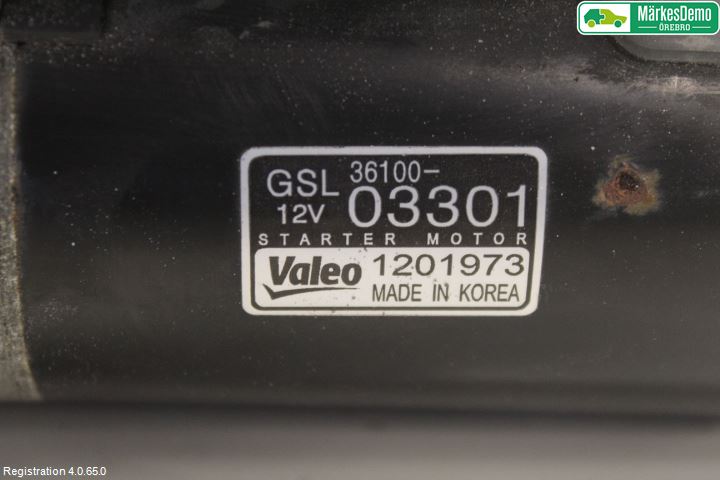 MärkesDemo
ÖREBRO
GSL 36100-
12V 03301
STARTER MOTOR
Valeo 1201973
MADE IN KOREA
Registration 4.0.65.0